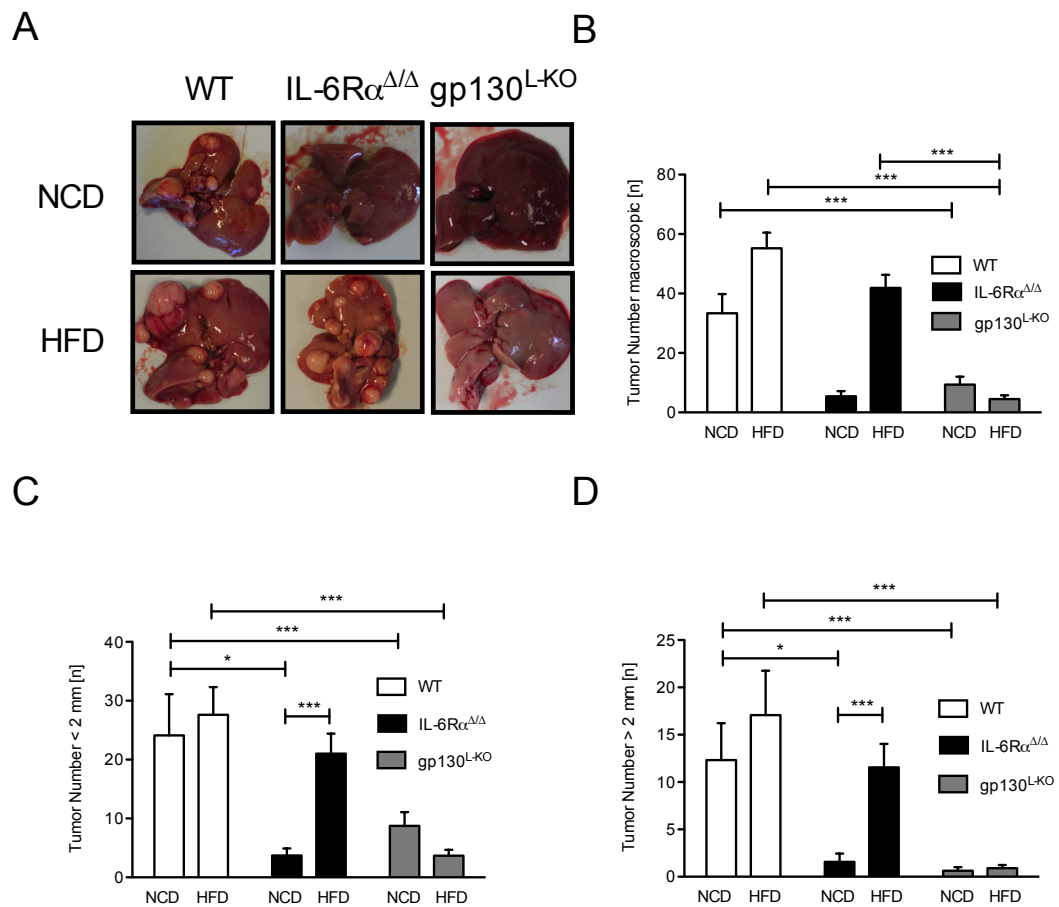 A
WT IL-6Rα^Δ/Δ gp130^L-KO
NCD
HFD
B
***
***
***
Tumor Number macroscopic [n]
80
60
40
20
0
WT
IL-6Rα^Δ/Δ
gp130^L-KO
NCD HFD NCD HFD NCD HFD
C
***
***
*
***
Tumor Number < 2 mm [n]
40
30
20
10
0
WT
IL-6Rα^Δ/Δ
gp130^L-KO
NCD HFD NCD HFD NCD HFD
D
***
***
*
***
Tumor Number > 2 mm [n]
25
20
15
10
5
0
WT
IL-6Rα^Δ/Δ
gp130^L-KO
NCD HFD NCD HFD NCD HFD